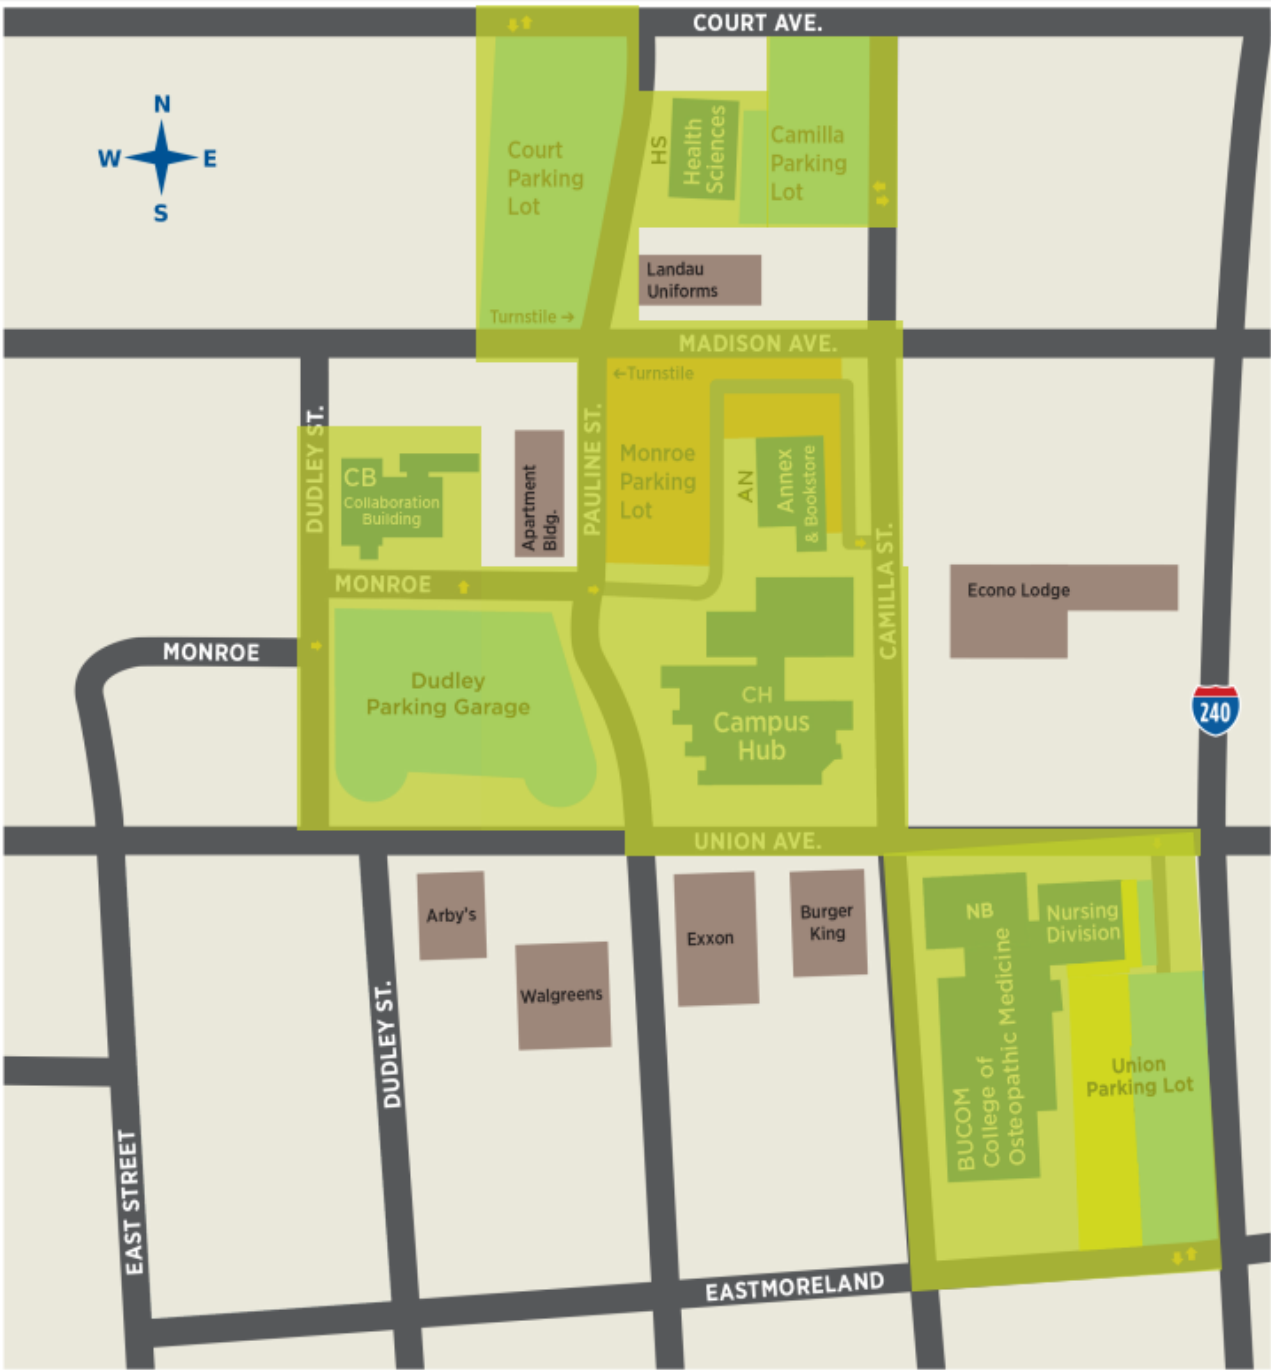 COURT AVE.
N
W
E
S
Court
Parking
Lot
HS
Health
Sciences
Camilla
Parking
Lot
Landau
Uniforms
Turnstile →
MADISON AVE.
←Turnstile
DUDLEY ST.
CB
Collaboration
Building
Apartment
Bldg.
PAULINE ST.
Monroe
Parking
Lot
AN
Annex
& Bookstore
CAMILLA ST.
MONROE
Econo Lodge
MONROE
Dudley
Parking Garage
CH
Campus
Hub
240
UNION AVE.
Arby's
Walgreens
Exxon
Burger
King
NB
Nursing
Division
BUCOM
College of
Osteopathic Medicine
Union
Parking Lot
DUDLEY ST.
EAST STREET
EASTMORELAND